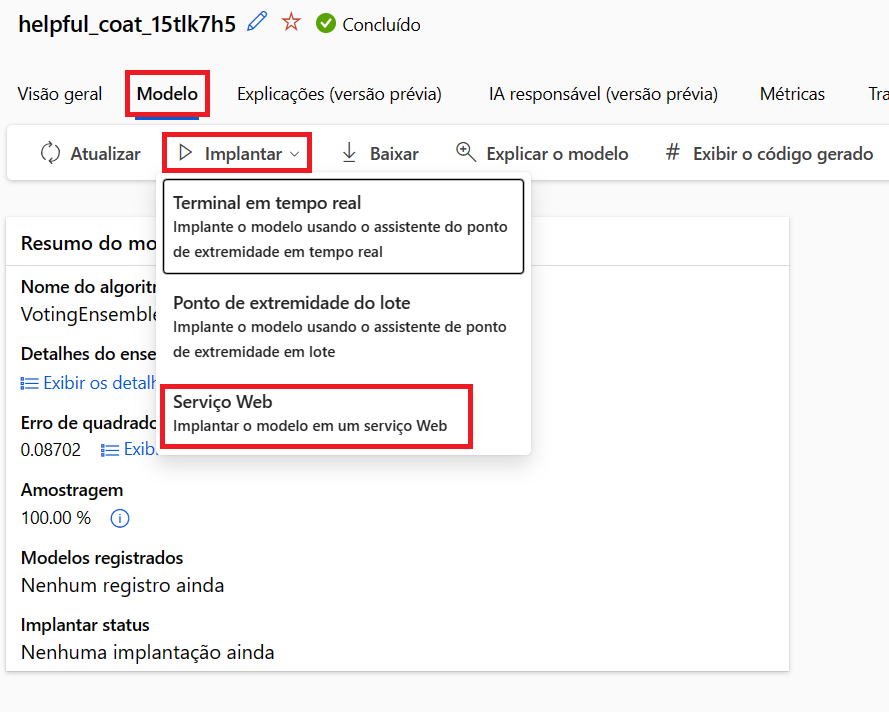 helpful_coat_15tlk7h5 Concluído
Visão geral Modelo Explicações (versão prévia) IA responsável (versão prévia) Métricas
Atualizar Implantar Baixar Explicar o modelo # Exibir o código gerado
Terminal em tempo real
Implante o modelo usando o assistente do ponto
de extremidade em tempo real
Ponto de extremidade do lote
Implante o modelo usando o assistente de ponto
de extremidade em lote
Serviço Web
Implantar o modelo em um serviço Web
Resumo do mo
Nome do algorit
VotingEnsemble
Detalhes do ense
Exibir os detalh
Erro de quadrado
0.08702 Exib
Amostragem
100.00 %
Modelos registrados
Nenhum registro ainda
Implantar status
Nenhuma implantação ainda